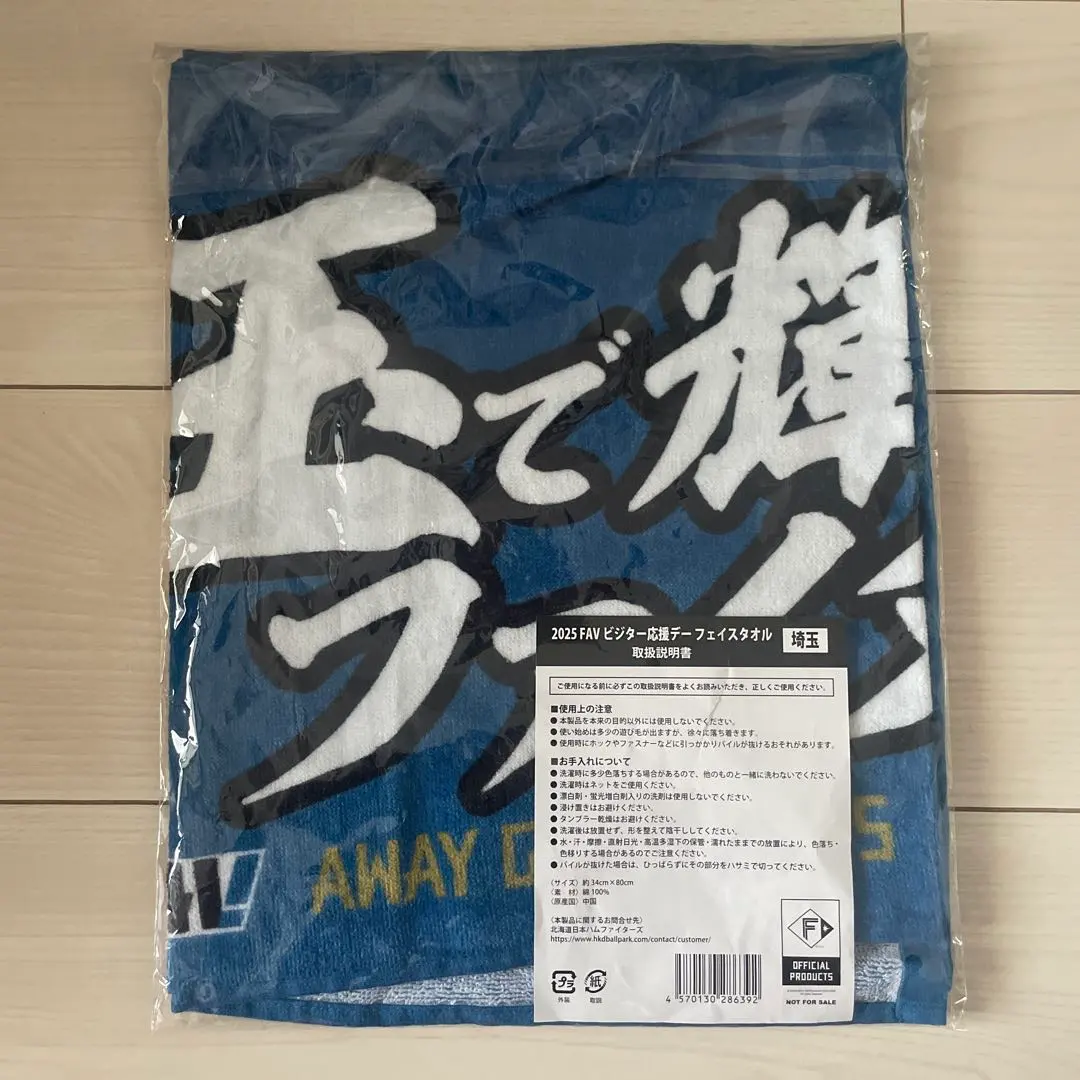 玉で輝
ファイ
AWAY G
S
2025 FAV ビジター応援デー フェイスタオル 埼玉
取扱説明書
ご使用になる前に必ずこの取扱説明書をよくお読みいただき、正しくご使用ください。
■使用上の注意
●本製品を本来の目的以外には使用しないでください。
●使い始めは多少の遊び毛が出ますが、徐々に落ち着きます。
●使用時にホックやファスナーなどに引っかかりパイルが抜けるおそれがあります。
■お手入れについて
●洗濯時に多少色落ちする場合があるので、他のものと一緒に洗わないでください。
●洗濯時はネットをご使用ください。
●漂白剤・蛍光増白剤入りの洗剤は使用しないでください。
●浸け置きはお避けください。
●タンブラー乾燥はお避けください。
●洗濯後は放置せず、形を整えて陰干ししてください。
●水・汗・摩擦・直射日光・高温多湿下の保管・濡れたままでの放置により、色落ち・
色移りする場合があるのでご注意ください。
●パイルが抜けた場合は、ひっぱらずにその部分をハサミで切ってください。
〈サイズ〉約34cm×80cm
〈素 材〉綿100%
〈原産国〉中国
〈本製品に関するお問合せ先〉
北海道日本ハムファイターズ
https://www.hkdballpark.com/contact/customer/
プラ
外装
紙
取説
4 570130 286392
F
OFFICIAL
PRODUCTS
NOT FOR SALE